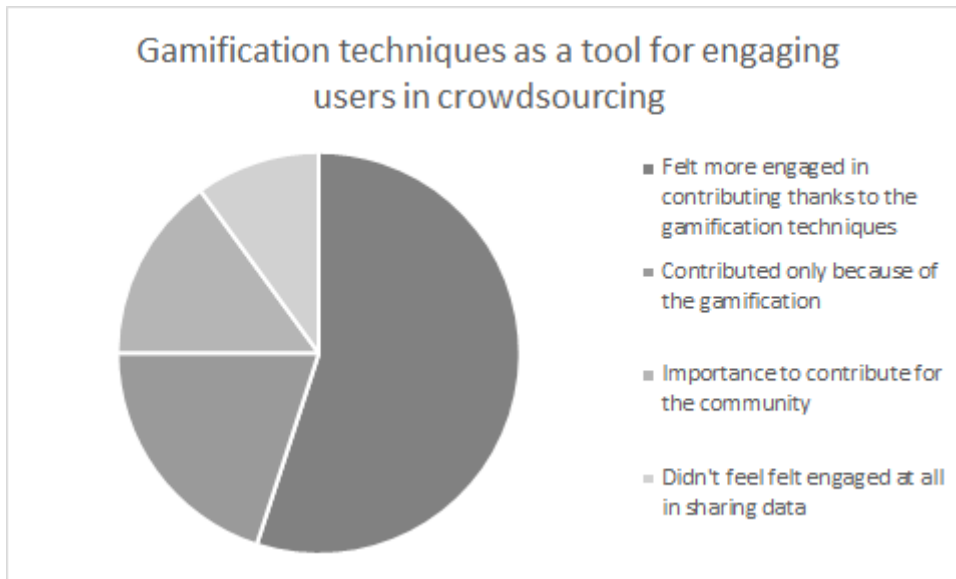 Gamification techniques as a tool for engaging
users in crowdsourcing
Felt more engaged in
contributing thanks to the
gamification techniques
Contributed only because of
the gamification
Importance to contribute for
the community
Didn't feel felt engaged at all
in sharing data